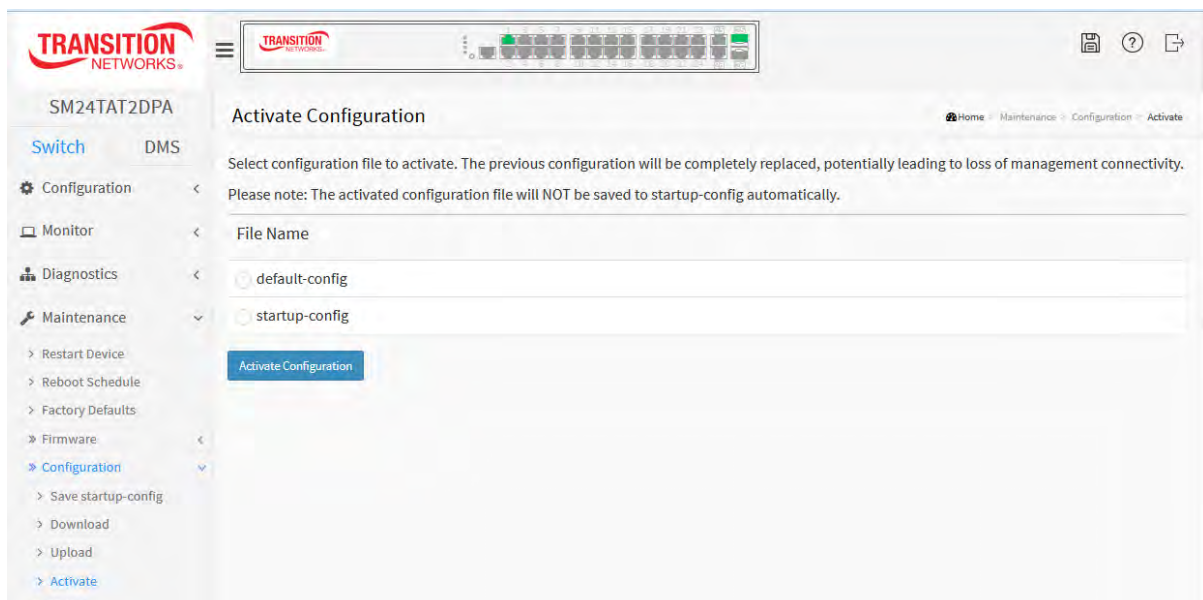 TRANSITION
NETWORKS®
TRANSITION
NETWORKS
SM24TAT2DPA
Switch DMS
Configuration
Monitor
Diagnostics
Maintenance
Restart Device
Reboot Schedule
Factory Defaults
Firmware
Configuration
Save startup-config
Download
Upload
Activate
Activate Configuration
Home Maintenance Configuration Activate
Select configuration file to activate. The previous configuration will be completely replaced, potentially leading to loss of management connectivity.
Please note: The activated configuration file will NOT be saved to startup-config automatically.
File Name
default-config
startup-config
Activate Configuration